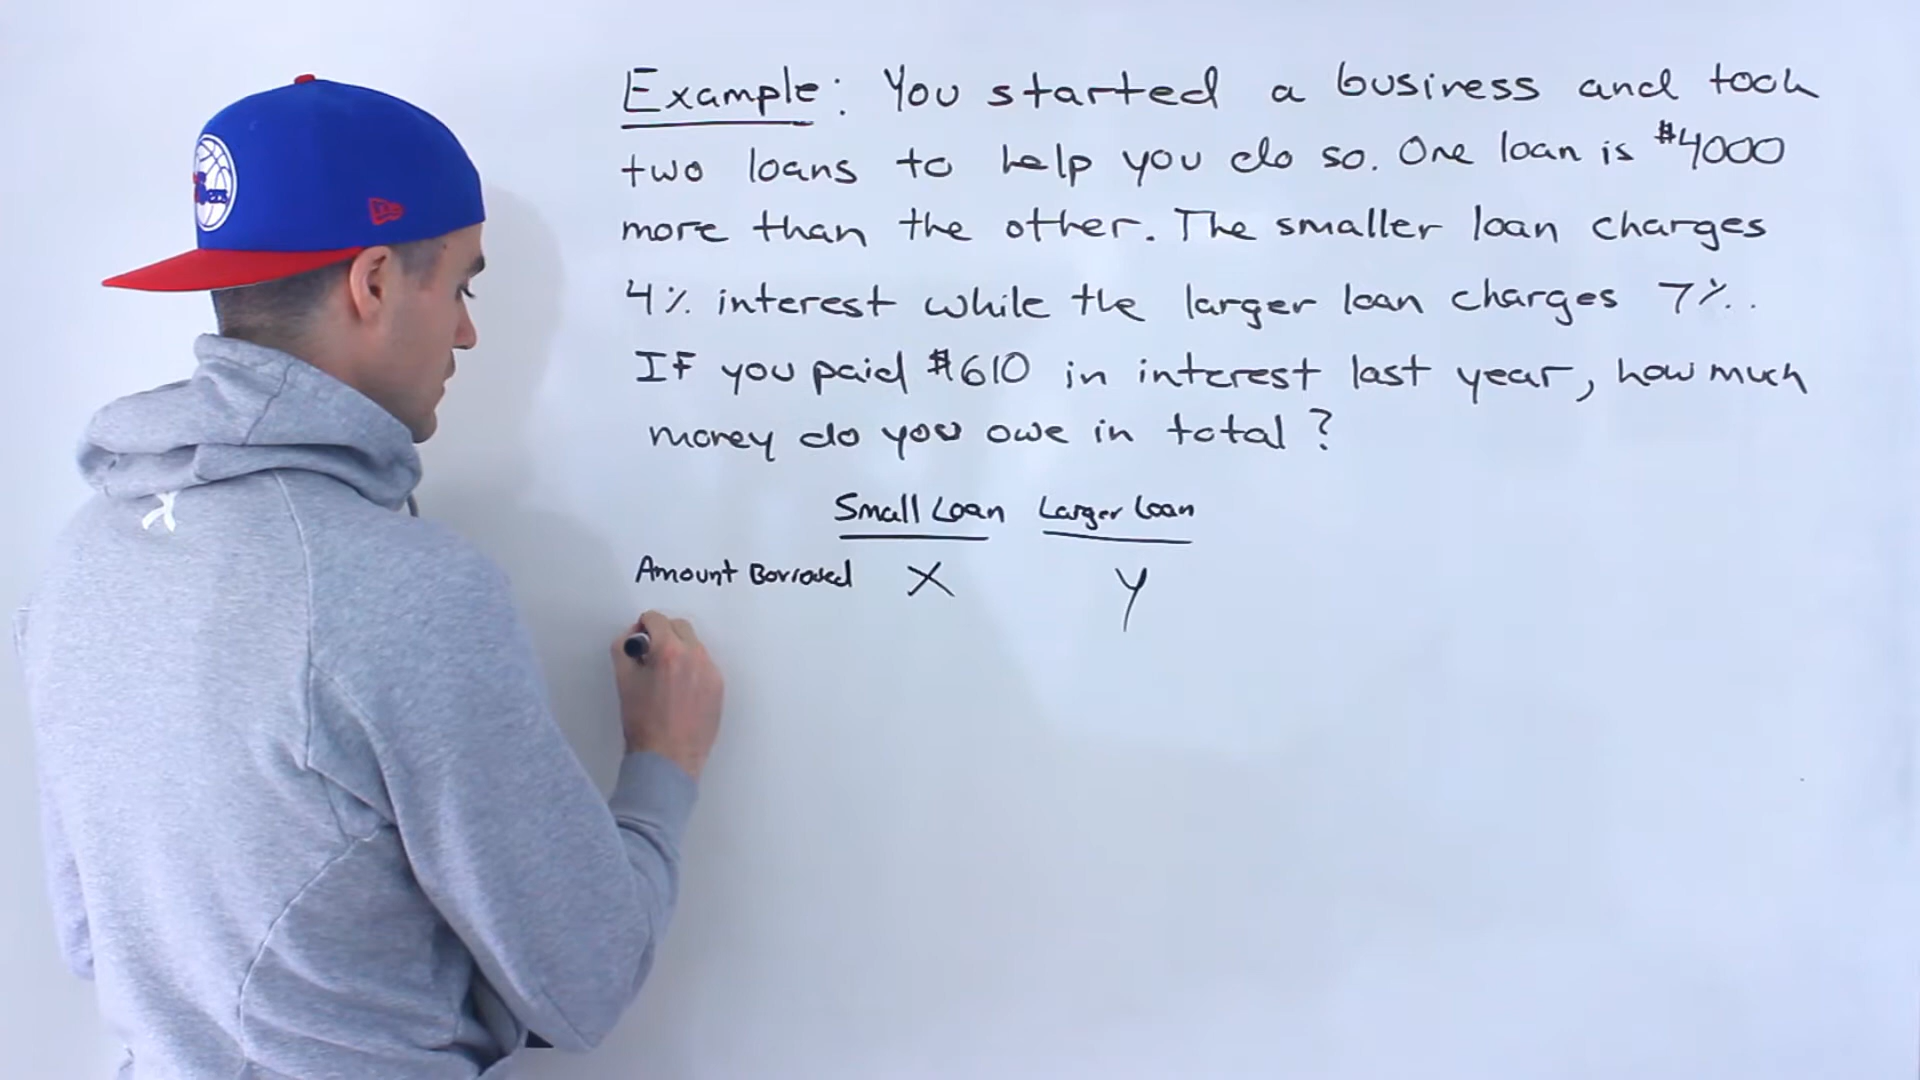 Example: You started a business and took
two loans to help you do so. One loan is $4000
more than the other. The smaller loan charges
4% interest while the larger loan charges 7%.
If you paid $610 in interest last year, how much
money do you owe in total?
Small Loan Larger Loan
Amount Borrowed X Y